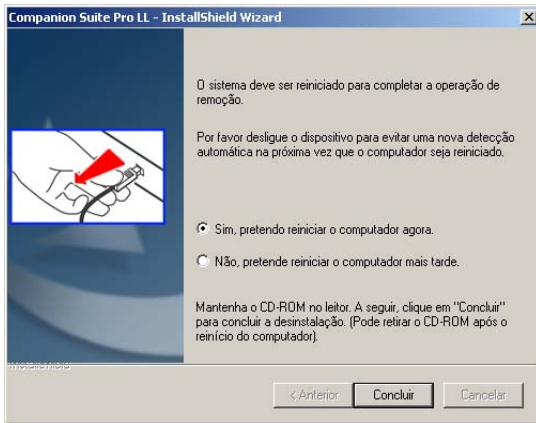 Companion Suite Pro LL - InstallShield Wizard
O sistema deve ser reiniciado para completar a operação de
remoção.
Por favor desligue o dispositivo para evitar uma nova detecção
automática na próxima vez que o computador seja reiniciado.
Sim, pretendo reiniciar o computador agora.
Não, pretende reiniciar o computador mais tarde.
Mantenha o CD-ROM no leitor. A seguir, clique em "Concluir"
para concluir a desinstalação. (Pode retirar o CD-ROM após o
reinício do computador).
InstallShield
< Anterior
Concluir
Cancelar